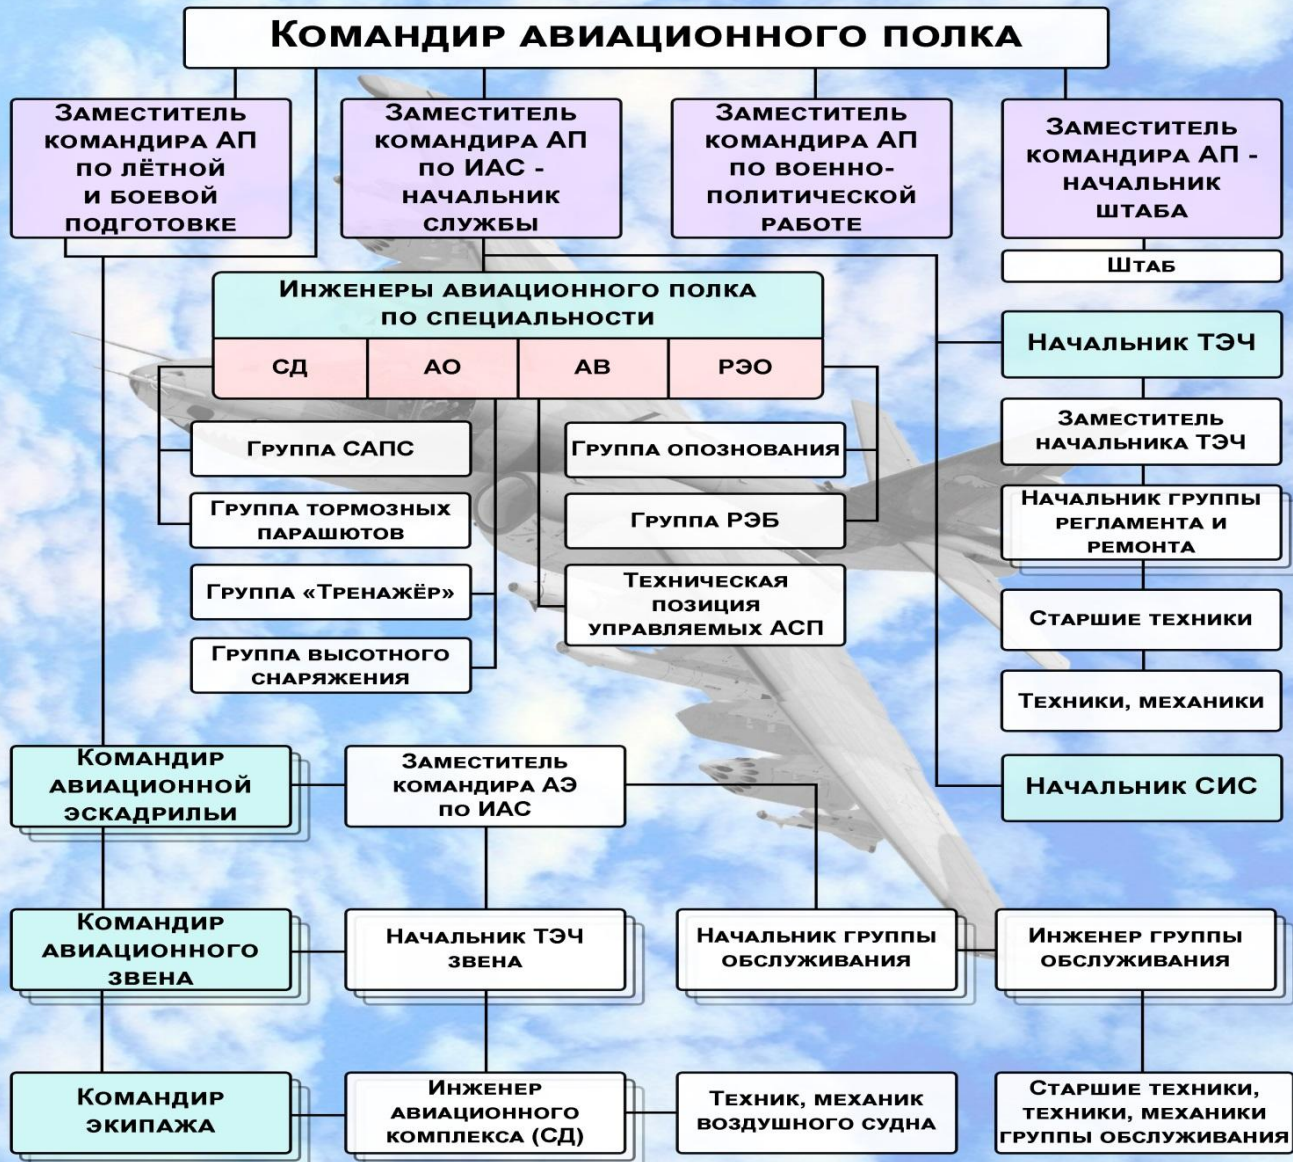 Командир авиационного полка
Заместитель
командира АП
по лётной
и боевой
подготовке
Заместитель
командира АП
по ИАС -
начальник
службы
Заместитель
командира АП
по военно-
политической
работе
Заместитель
командира АП -
начальник
штаба
Штаб
Инженеры авиационного полка
по специальности
СД
АО
АВ
РЭО
Группа САПС
Группа тормозных
парашютов
Группа «Тренажёр»
Группа высотного
снаряжения
Группа опознования
Группа РЭБ
Техническая
позиция
управляемых АСП
Начальник ТЭЧ
Заместитель
начальника ТЭЧ
Начальник группы
регламента и
ремонта
Старшие техники
Техники, механики
Начальник СИС
Командир
авиационной
эскадрильи
Заместитель
командира АЭ
по ИАС
Командир
авиационного
звена
Начальник ТЭЧ
звена
Начальник группы
обслуживания
Инженер группы
обслуживания
Командир
экипажа
Инженер
авиационного
комплекса (СД)
Техник, механик
воздушного судна
Старшие техники,
техники, механики
группы обслуживания